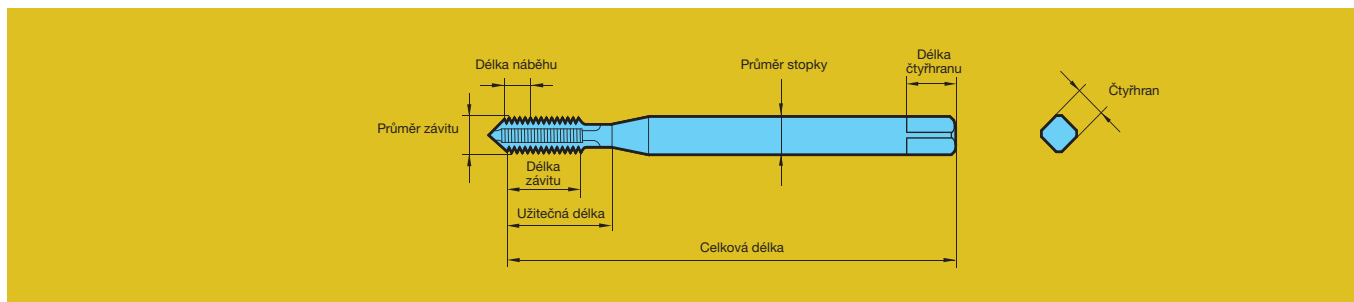 Délka náběhu
Průměr stopky
Délka
čtyřhranu
Čtyřhran
Průměr závitu
Délka
závitu
Užitečná délka
Celková délka